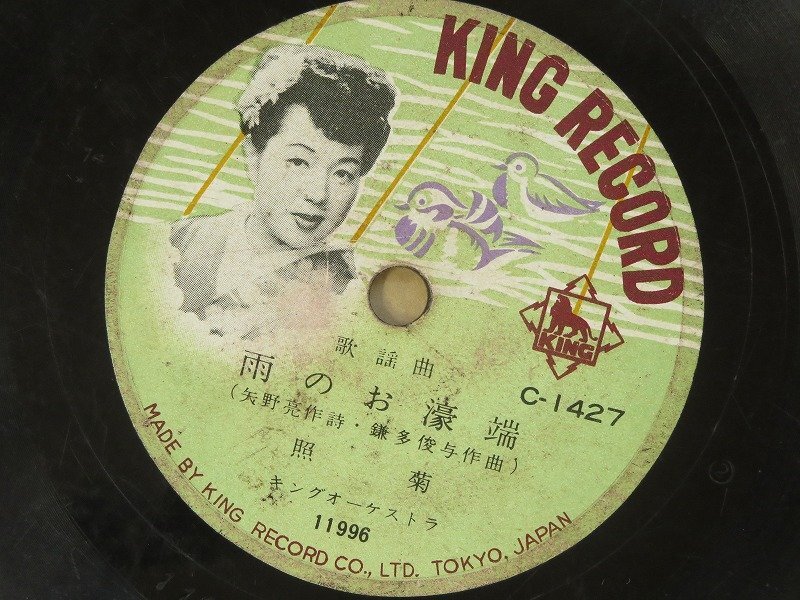 KING RECORD
KING
C-1427
歌謡曲
雨のお濠端
(矢野亮作詩・鎌多俊与作曲)
照菊
キングオーケストラ
11996
MADE BY KING RECORD CO., LTD. TOKYO, JAPAN